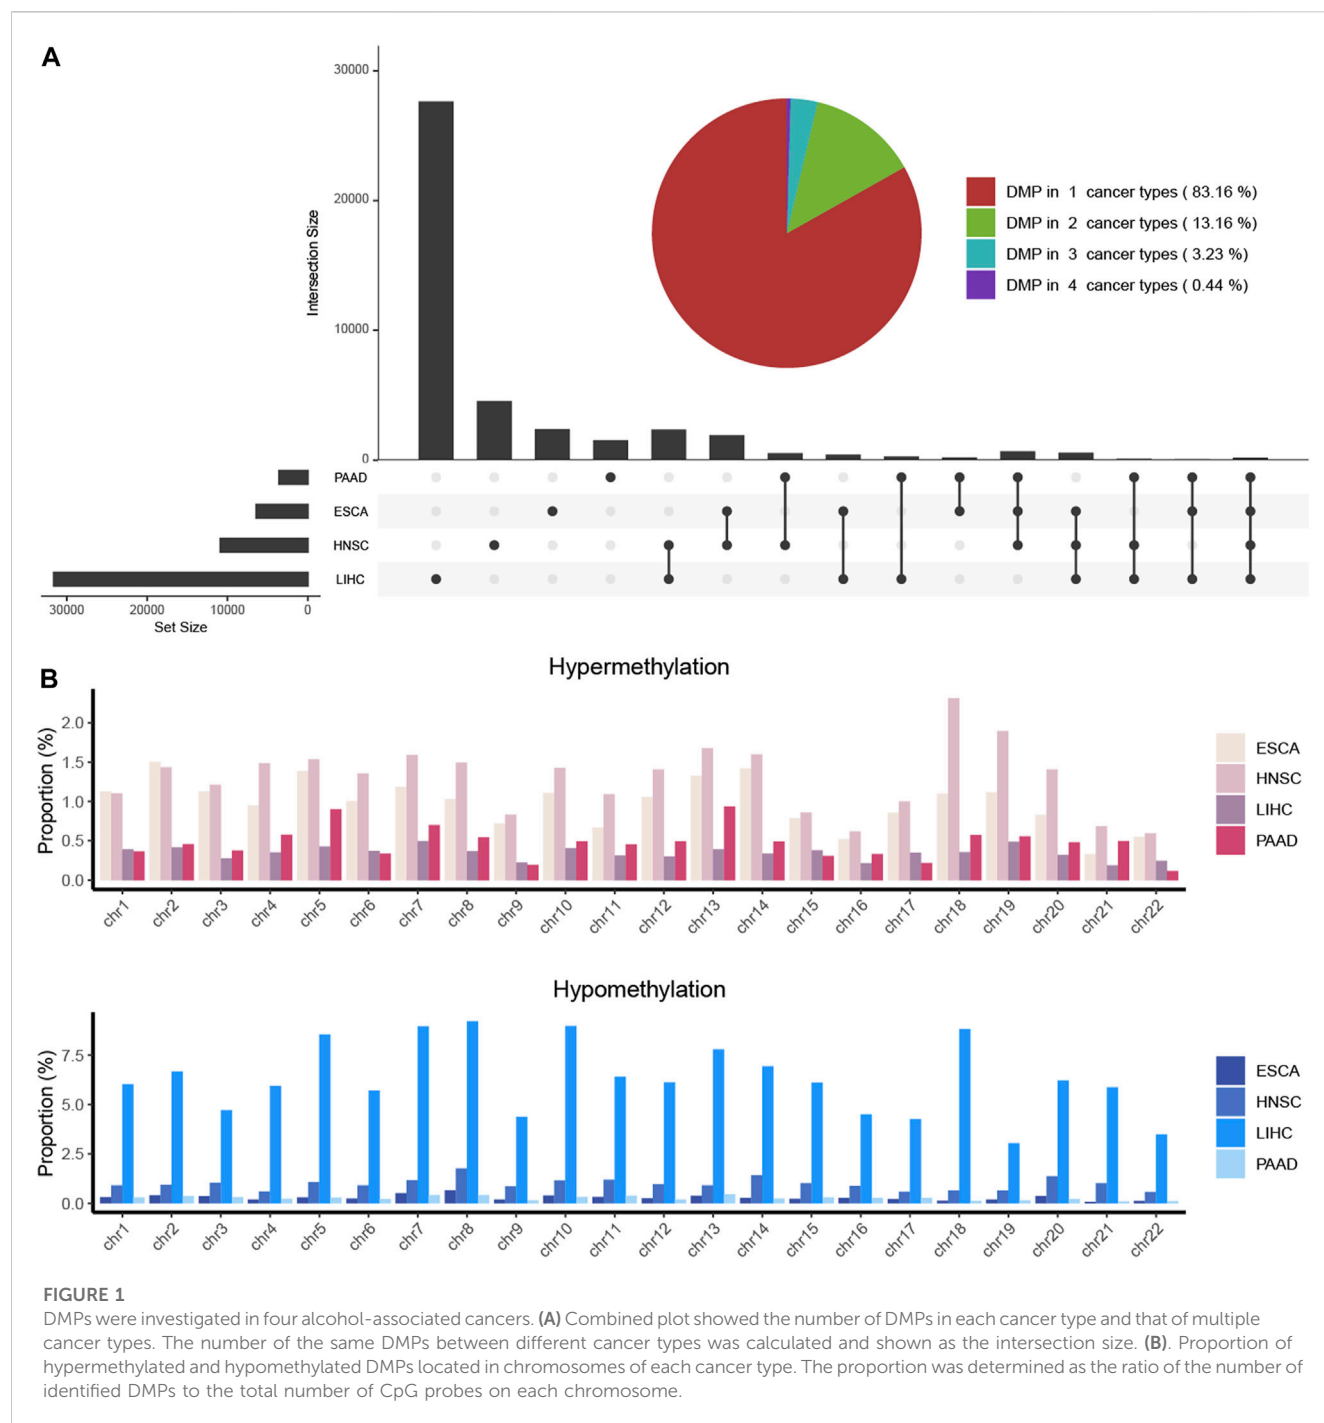 A
30000
20000
10000
0
Intersection Size
DMP in 1 cancer types ( 83.16 %)
DMP in 2 cancer types ( 13.16 %)
DMP in 3 cancer types ( 3.23 %)
DMP in 4 cancer types ( 0.44 %)
PAAD
ESCA
HNSC
LIHC
30000 20000 10000 0
Set Size
B
Hypermethylation
Proportion (%)
2.0
1.5
1.0
0.5
0.0
chr1 chr2 chr3 chr4 chr5 chr6 chr7 chr8 chr9 chr10 chr11 chr12 chr13 chr14 chr15 chr16 chr17 chr18 chr19 chr20 chr21 chr22
ESCA
HNSC
LIHC
PAAD
Hypomethylation
Proportion (%)
7.5
5.0
2.5
0.0
chr1 chr2 chr3 chr4 chr5 chr6 chr7 chr8 chr9 chr10 chr11 chr12 chr13 chr14 chr15 chr16 chr17 chr18 chr19 chr20 chr21 chr22
ESCA
HNSC
LIHC
PAAD
FIGURE 1
DMPs were investigated in four alcohol-associated cancers. (A) Combined plot showed the number of DMPs in each cancer type and that of multiple
cancer types. The number of the same DMPs between different cancer types was calculated and shown as the intersection size. (B). Proportion of
hypermethylated and hypomethylated DMPs located in chromosomes of each cancer type. The proportion was determined as the ratio of the number of
identified DMPs to the total number of CpG probes on each chromosome.